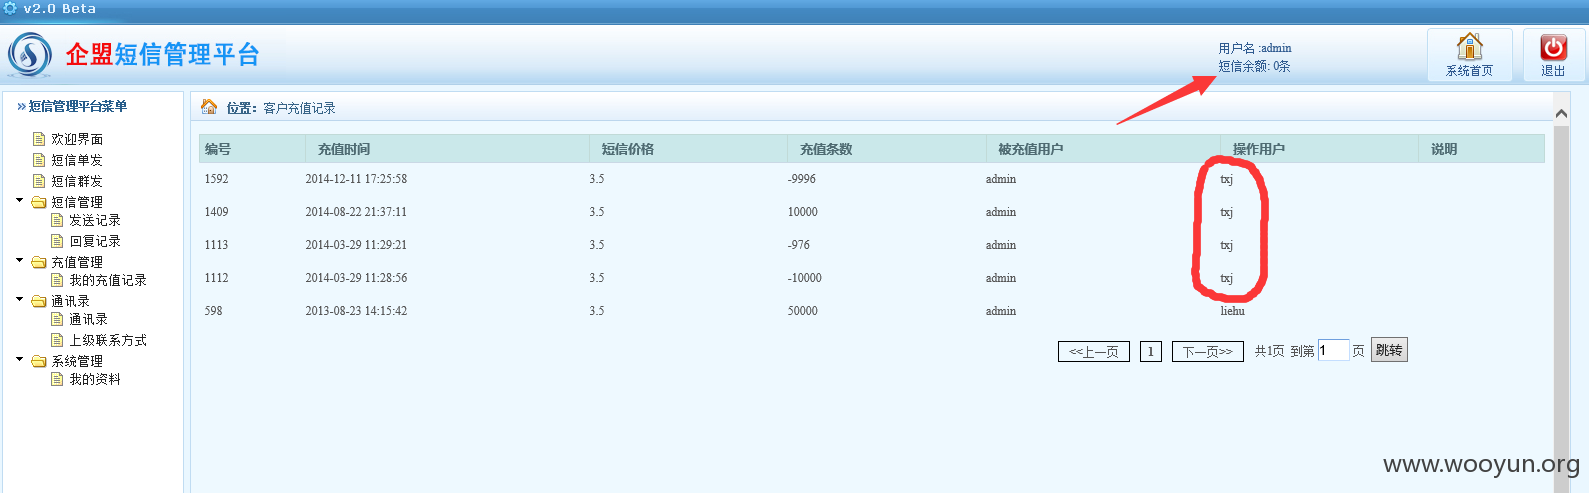 v2.0 Beta
企盟短信管理平台
用户名 :admin
短信余额: 0条
系统首页
退出
短信管理平台菜单
欢迎界面
短信单发
短信群发
短信管理
发送记录
回复记录
充值管理
我的充值记录
通讯录
通讯录
上级联系方式
系统管理
我的资料
位置： 客户充值记录
编号 充值时间 短信价格 充值条数 被充值用户 操作用户 说明
1592 2014-12-11 17:25:58 3.5 -9996 admin txj
1409 2014-08-22 21:37:11 3.5 10000 admin txj
1113 2014-03-29 11:29:21 3.5 -976 admin txj
1112 2014-03-29 11:28:56 3.5 -10000 admin txj
598 2013-08-23 14:15:42 3.5 50000 admin liehu
<<上一页 1 下一页>> 共1页 到第 1 页 跳转
www.wooyun.org